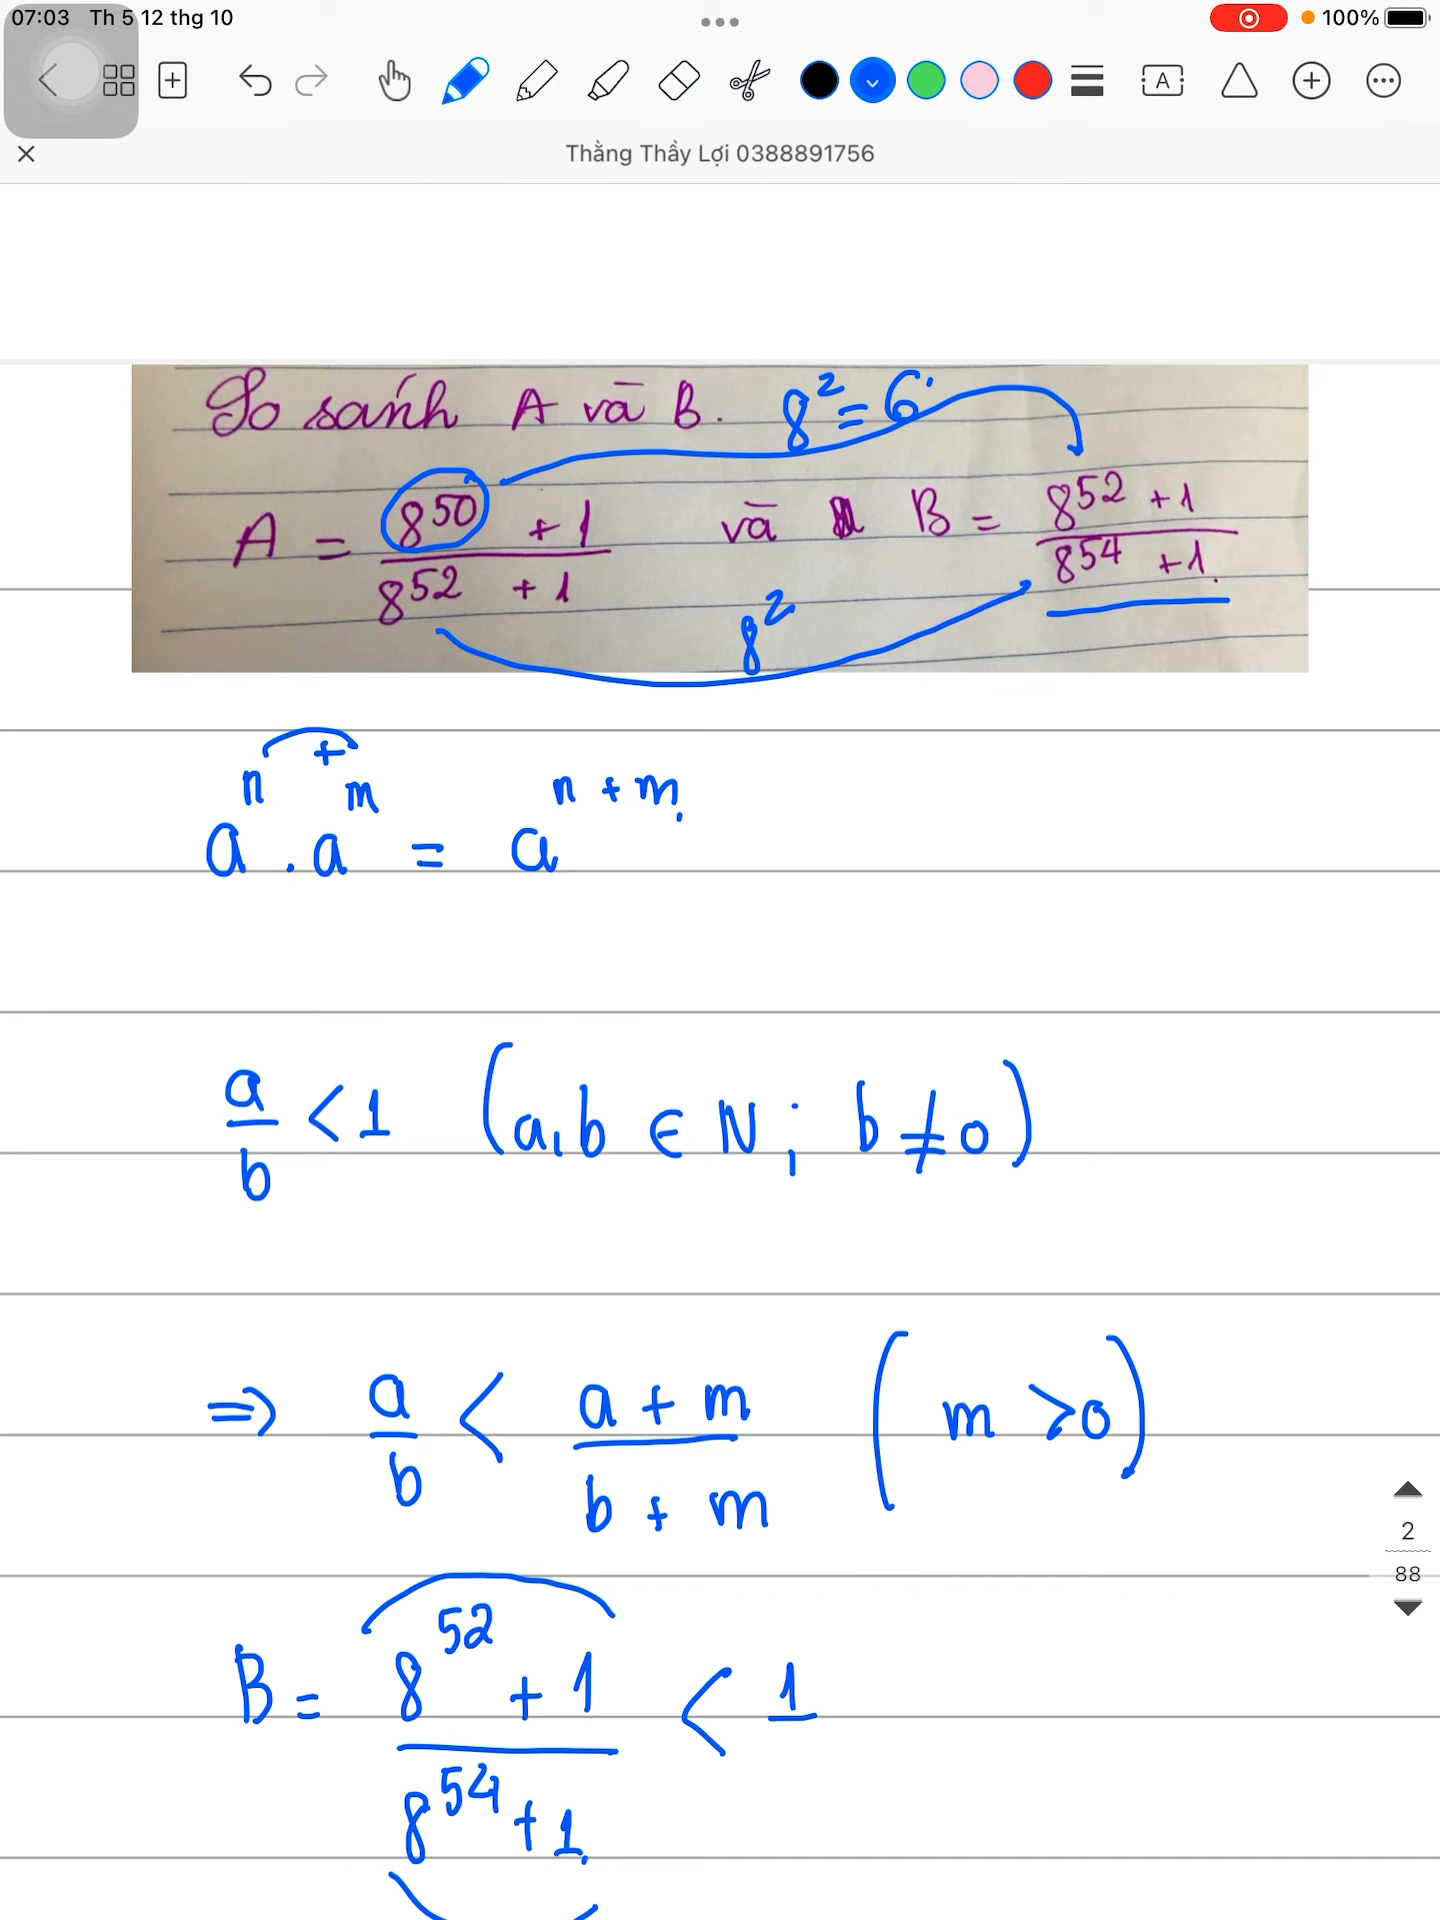 07:03 Th 5 12 thg 10 100%
A
Thằng Thầy Lợi 0388891756
So sánh A và B. 8² = 6
A = (8^50 + 1)/(8^52 + 1) và B = (8^52 + 1)/(8^54 + 1).
8²
+
a^n . a^m = a^(n + m)
a/b < 1 (a, b ∈ N ; b ≠ 0)
⇒ a/b < (a + m)/(b + m) (m > 0)
2
88
B = (8^52 + 1)/(8^54 + 1) < 1